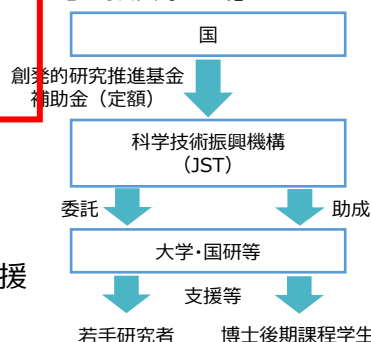 国
創発的研究推進基金
補助金（定額）
科学技術振興機構
（JST）
委託
助成
大学・国研等
援
支援等
若手研究者
博士後期課程学生